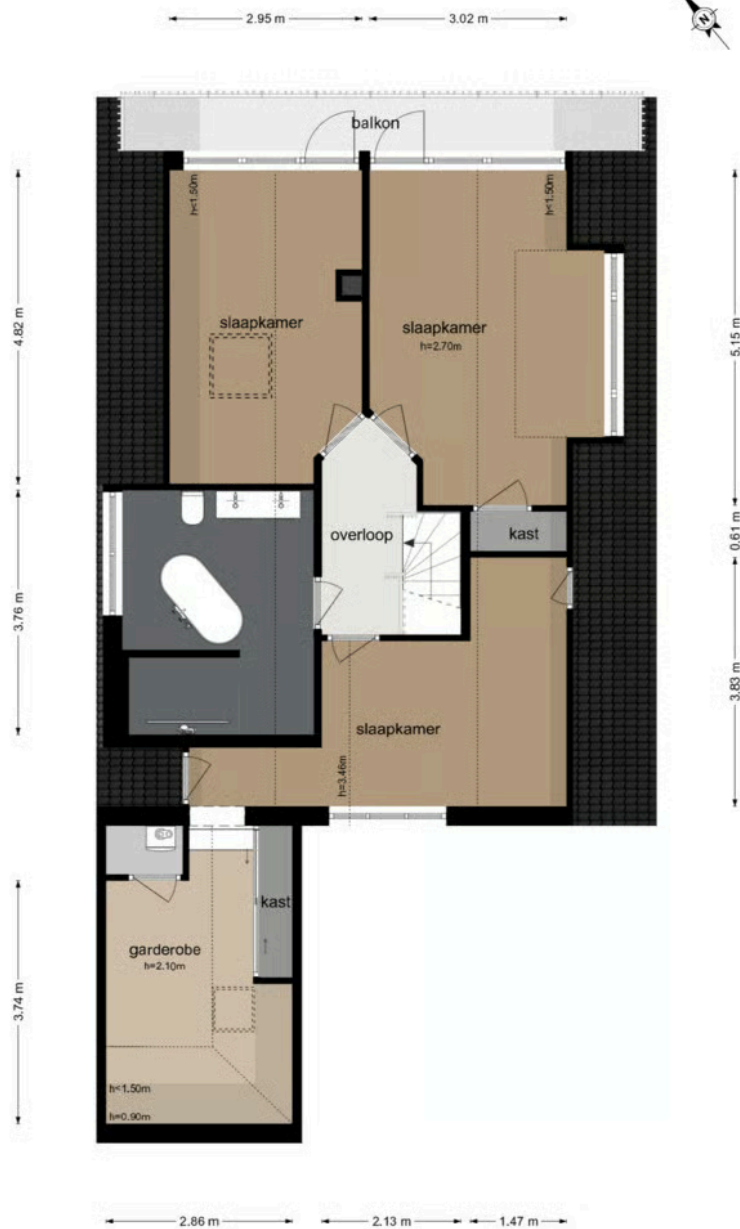 2.95 m
3.02 m
N
balkon
h<1.50m
h<1.50m
4.82 m
slaapkamer
slaapkamer
h=2.70m
5.15 m
overloop
kast
0.61 m
3.76 m
3.83 m
slaapkamer
h=3.46m
kast
garderobe
h=2.10m
3.74 m
h<1.50m
h=0.90m
2.86 m
2.13 m
1.47 m